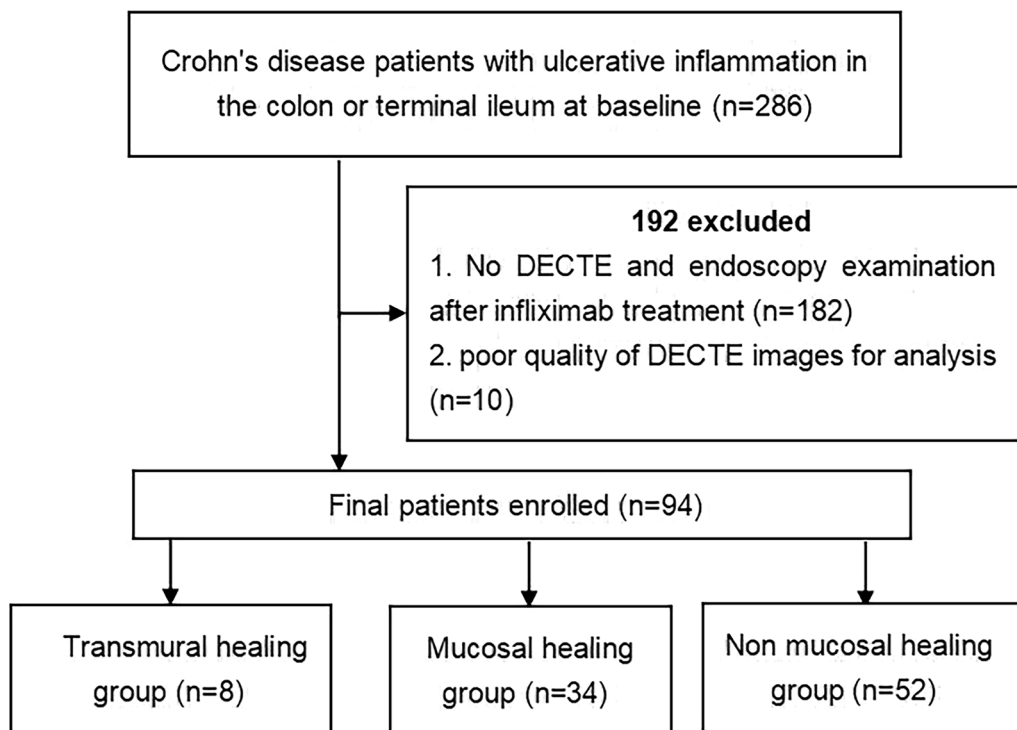 Crohn's disease patients with ulcerative inflammation in
the colon or terminal ileum at baseline (n=286)
192 excluded
1. No DECTE and endoscopy examination
after infliximab treatment (n=182)
2. poor quality of DECTE images for analysis
(n=10)
Final patients enrolled (n=94)
Transmural healing
group (n=8)
Mucosal healing
group (n=34)
Non mucosal healing
group (n=52)